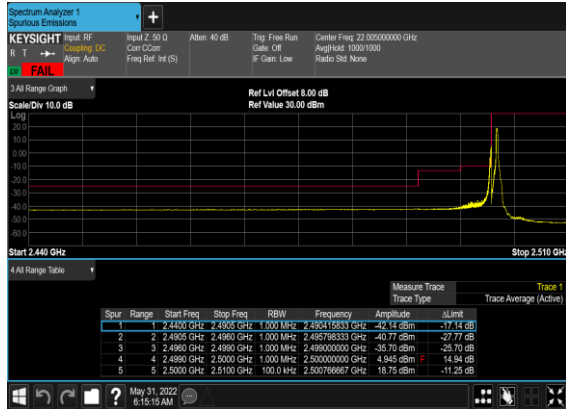 Spectrum Analyzer 1
Spurious Emissions
+
KEYSIGHT Input: RF Input Z: 50 Ω Atten: 40 dB Trig: Free Run Center Freq: 22.005000000 GHz
R T Coupling: DC Corr CCorr Gate: Off Avg|Hold: 1000/1000
Align: Auto Freq Ref: Int (S) IF Gain: Low Radio Std: None
FAIL
3 All Range Graph
Ref Lvl Offset 8.00 dB
Scale/Div 10.0 dB Ref Value 30.00 dBm
Log
20.0
10.0
0.00
-10.0
-20.0
-30.0
-40.0
-50.0
-60.0
Start 2.440 GHz Stop 2.510 GHz
4 All Range Table
Measure Trace Trace 1
Trace Type Trace Average (Active)
Spur Range Start Freq Stop Freq RBW Frequency Amplitude ΔLimit
1 1 2.4400 GHz 2.4905 GHz 1.000 MHz 2.490415833 GHz -42.14 dBm -17.14 dB
2 2 2.4905 GHz 2.4960 GHz 1.000 MHz 2.495798333 GHz -40.77 dBm -27.77 dB
3 3 2.4960 GHz 2.4990 GHz 1.000 MHz 2.499000000 GHz -35.70 dBm -25.70 dB
4 4 2.4990 GHz 2.5000 GHz 1.000 MHz 2.500000000 GHz 4.945 dBm F 14.94 dB
5 5 2.5000 GHz 2.5100 GHz 100.0 kHz 2.500766667 GHz 18.75 dBm -11.25 dB
? May 31, 2022
6:15:15 AM